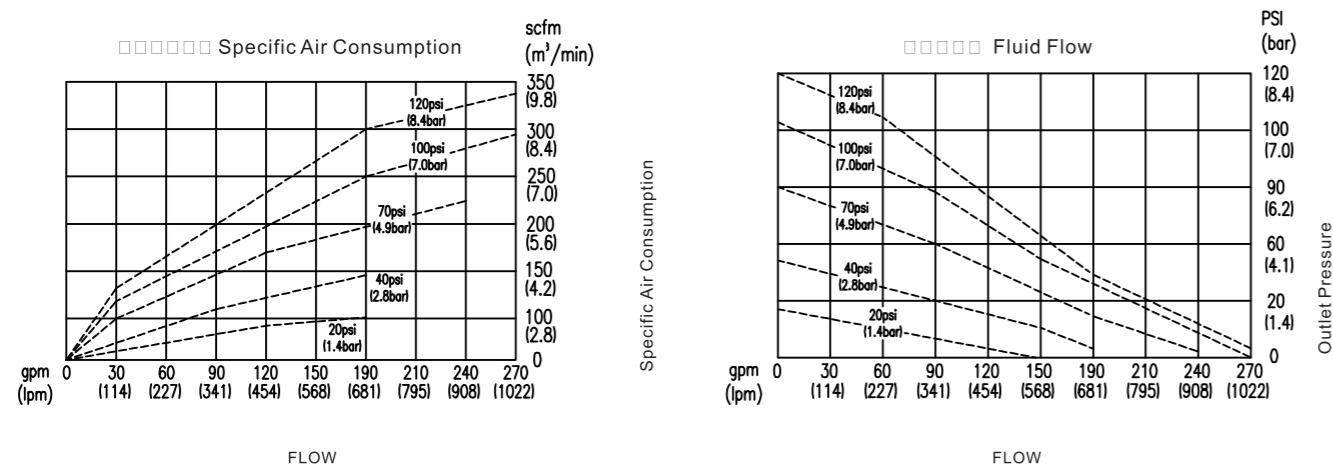 Specific Air Consumption
scfm
(m³/min)
350
(9.8)
300
(8.4)
250
(7.0)
200
(5.6)
150
(4.2)
100
(2.8)
0
120psi
(8.4bar)
100psi
(7.0bar)
70psi
(4.9bar)
40psi
(2.8bar)
20psi
(1.4bar)
gpm 0 30 60 90 120 150 190 210 240 270
(lpm) (114) (227) (341) (454) (568) (681) (795) (908) (1022)
FLOW
Specific Air Consumption
Fluid Flow
PSI
(bar)
120
(8.4)
100
(7.0)
90
(6.2)
60
(4.1)
20
(1.4)
0
120psi
(8.4bar)
100psi
(7.0bar)
70psi
(4.9bar)
40psi
(2.8bar)
20psi
(1.4bar)
gpm 0 30 60 90 120 150 190 210 240 270
(lpm) (114) (227) (341) (454) (568) (681) (795) (908) (1022)
FLOW
Outlet Pressure